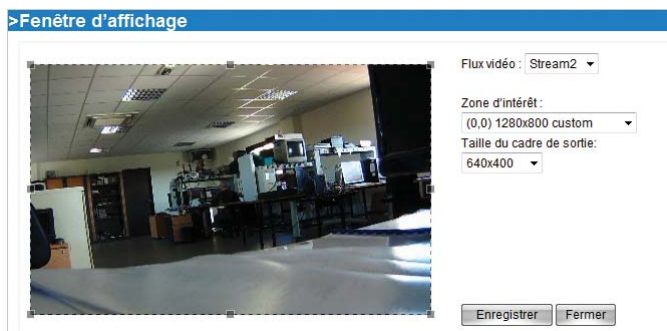 >Fenêtre d’affichage
Flux vidéo : Stream2
Zone d'intérêt :
(0,0) 1280x800 custom
Taille du cadre de sortie:
640x400
Enregistrer Fermer